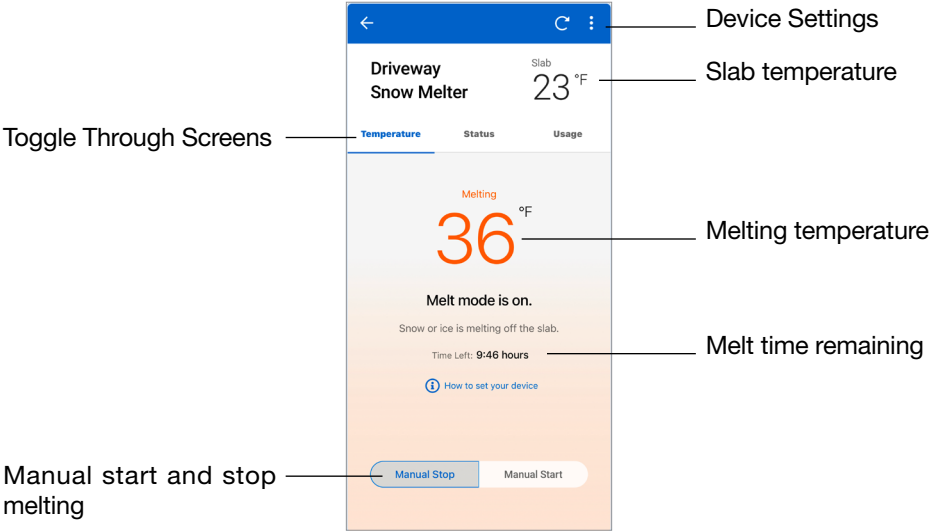 Device Settings
Driveway
Snow Melter
Slab
23 °F
Slab temperature
Toggle Through Screens
Temperature
Status
Usage
Melting
36 °F
Melting temperature
Melt mode is on.
Snow or ice is melting off the slab.
Time Left: 9:46 hours
Melt time remaining
How to set your device
Manual start and stop
melting
Manual Stop
Manual Start